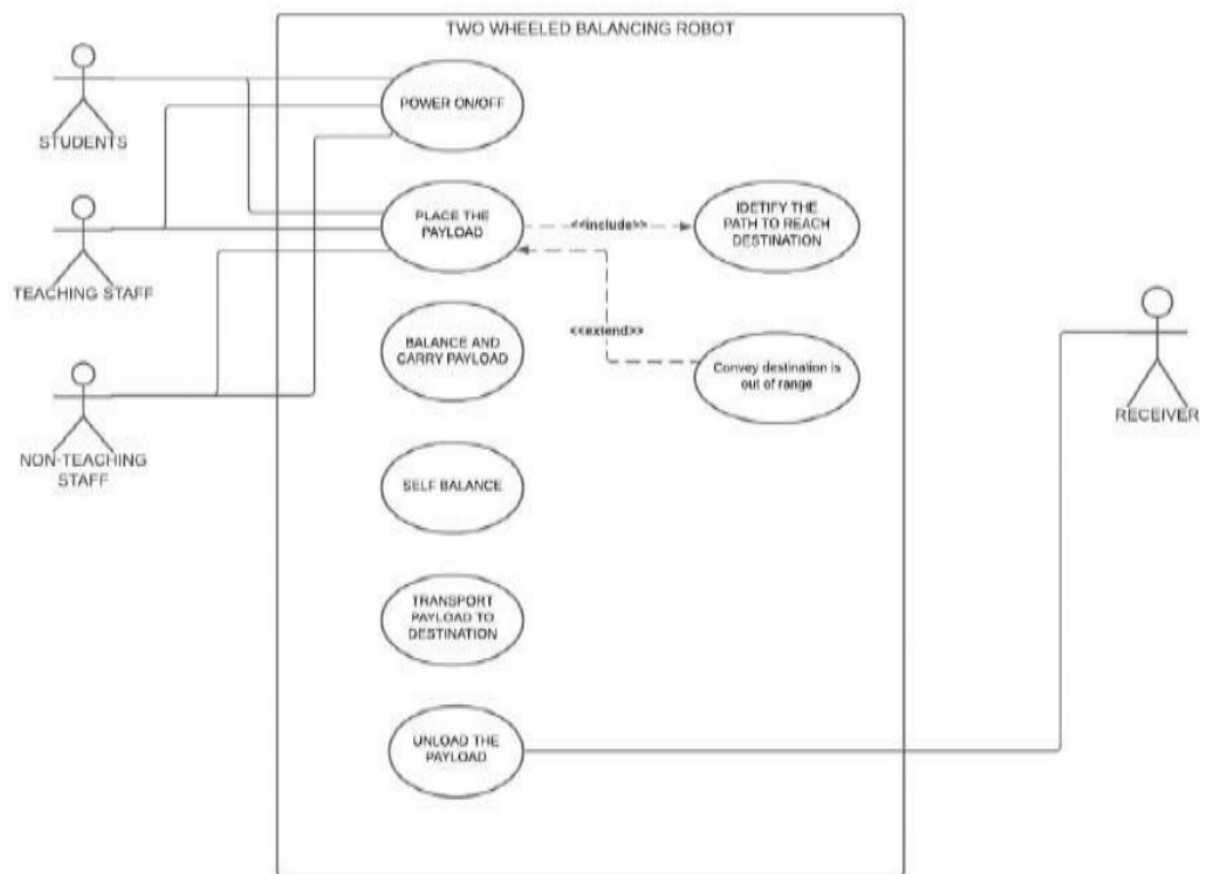 TWO WHEELED BALANCING ROBOT
POWER ON/OFF
STUDENTS
PLACE THE
PAYLOAD
<<include>>
IDETIFY THE
PATH TO REACH
DESTINATION
TEACHING STAFF
<<extend>>
BALANCE AND
CARRY PAYLOAD
Convey destination is
out of range
RECEIVER
NON-TEACHING
STAFF
SELF BALANCE
TRANSPORT
PAYLOAD TO
DESTINATION
UNLOAD THE
PAYLOAD